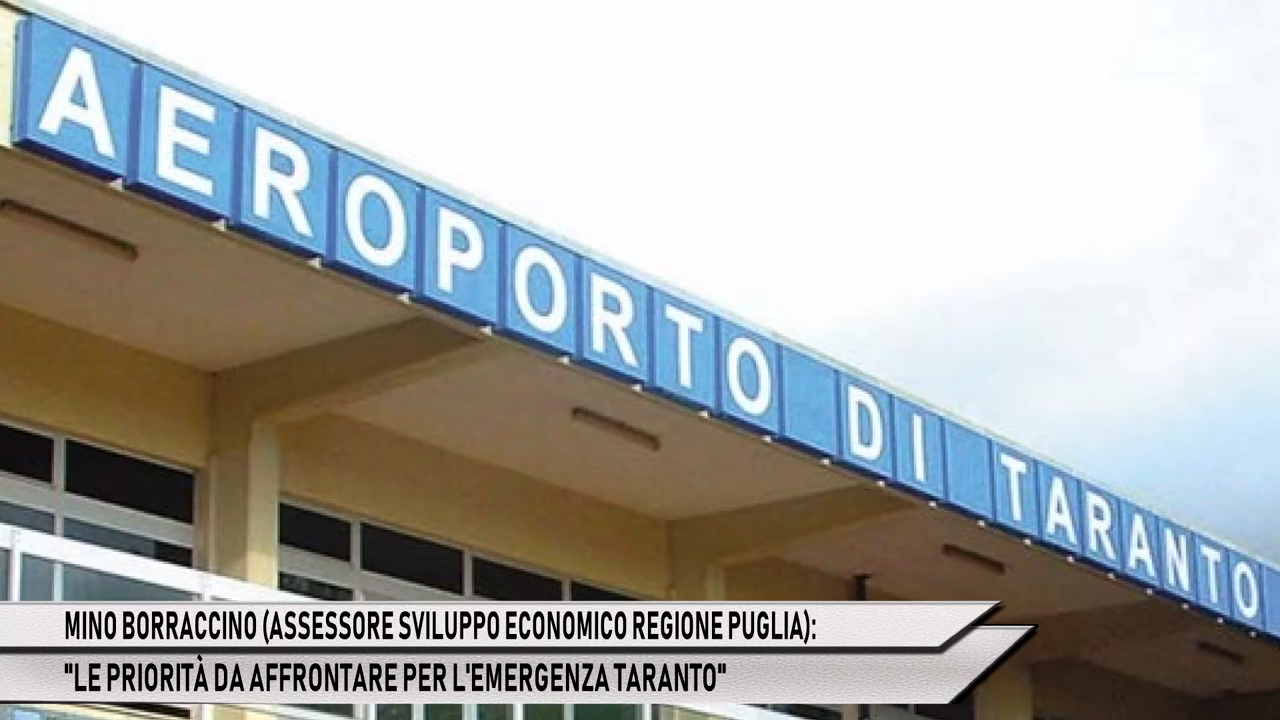 AEROPORTO DI TARANTO
MINO BORRACCINO (ASSESSORE SVILUPPO ECONOMICO REGIONE PUGLIA):
"LE PRIORITÀ DA AFFRONTARE PER L'EMERGENZA TARANTO"